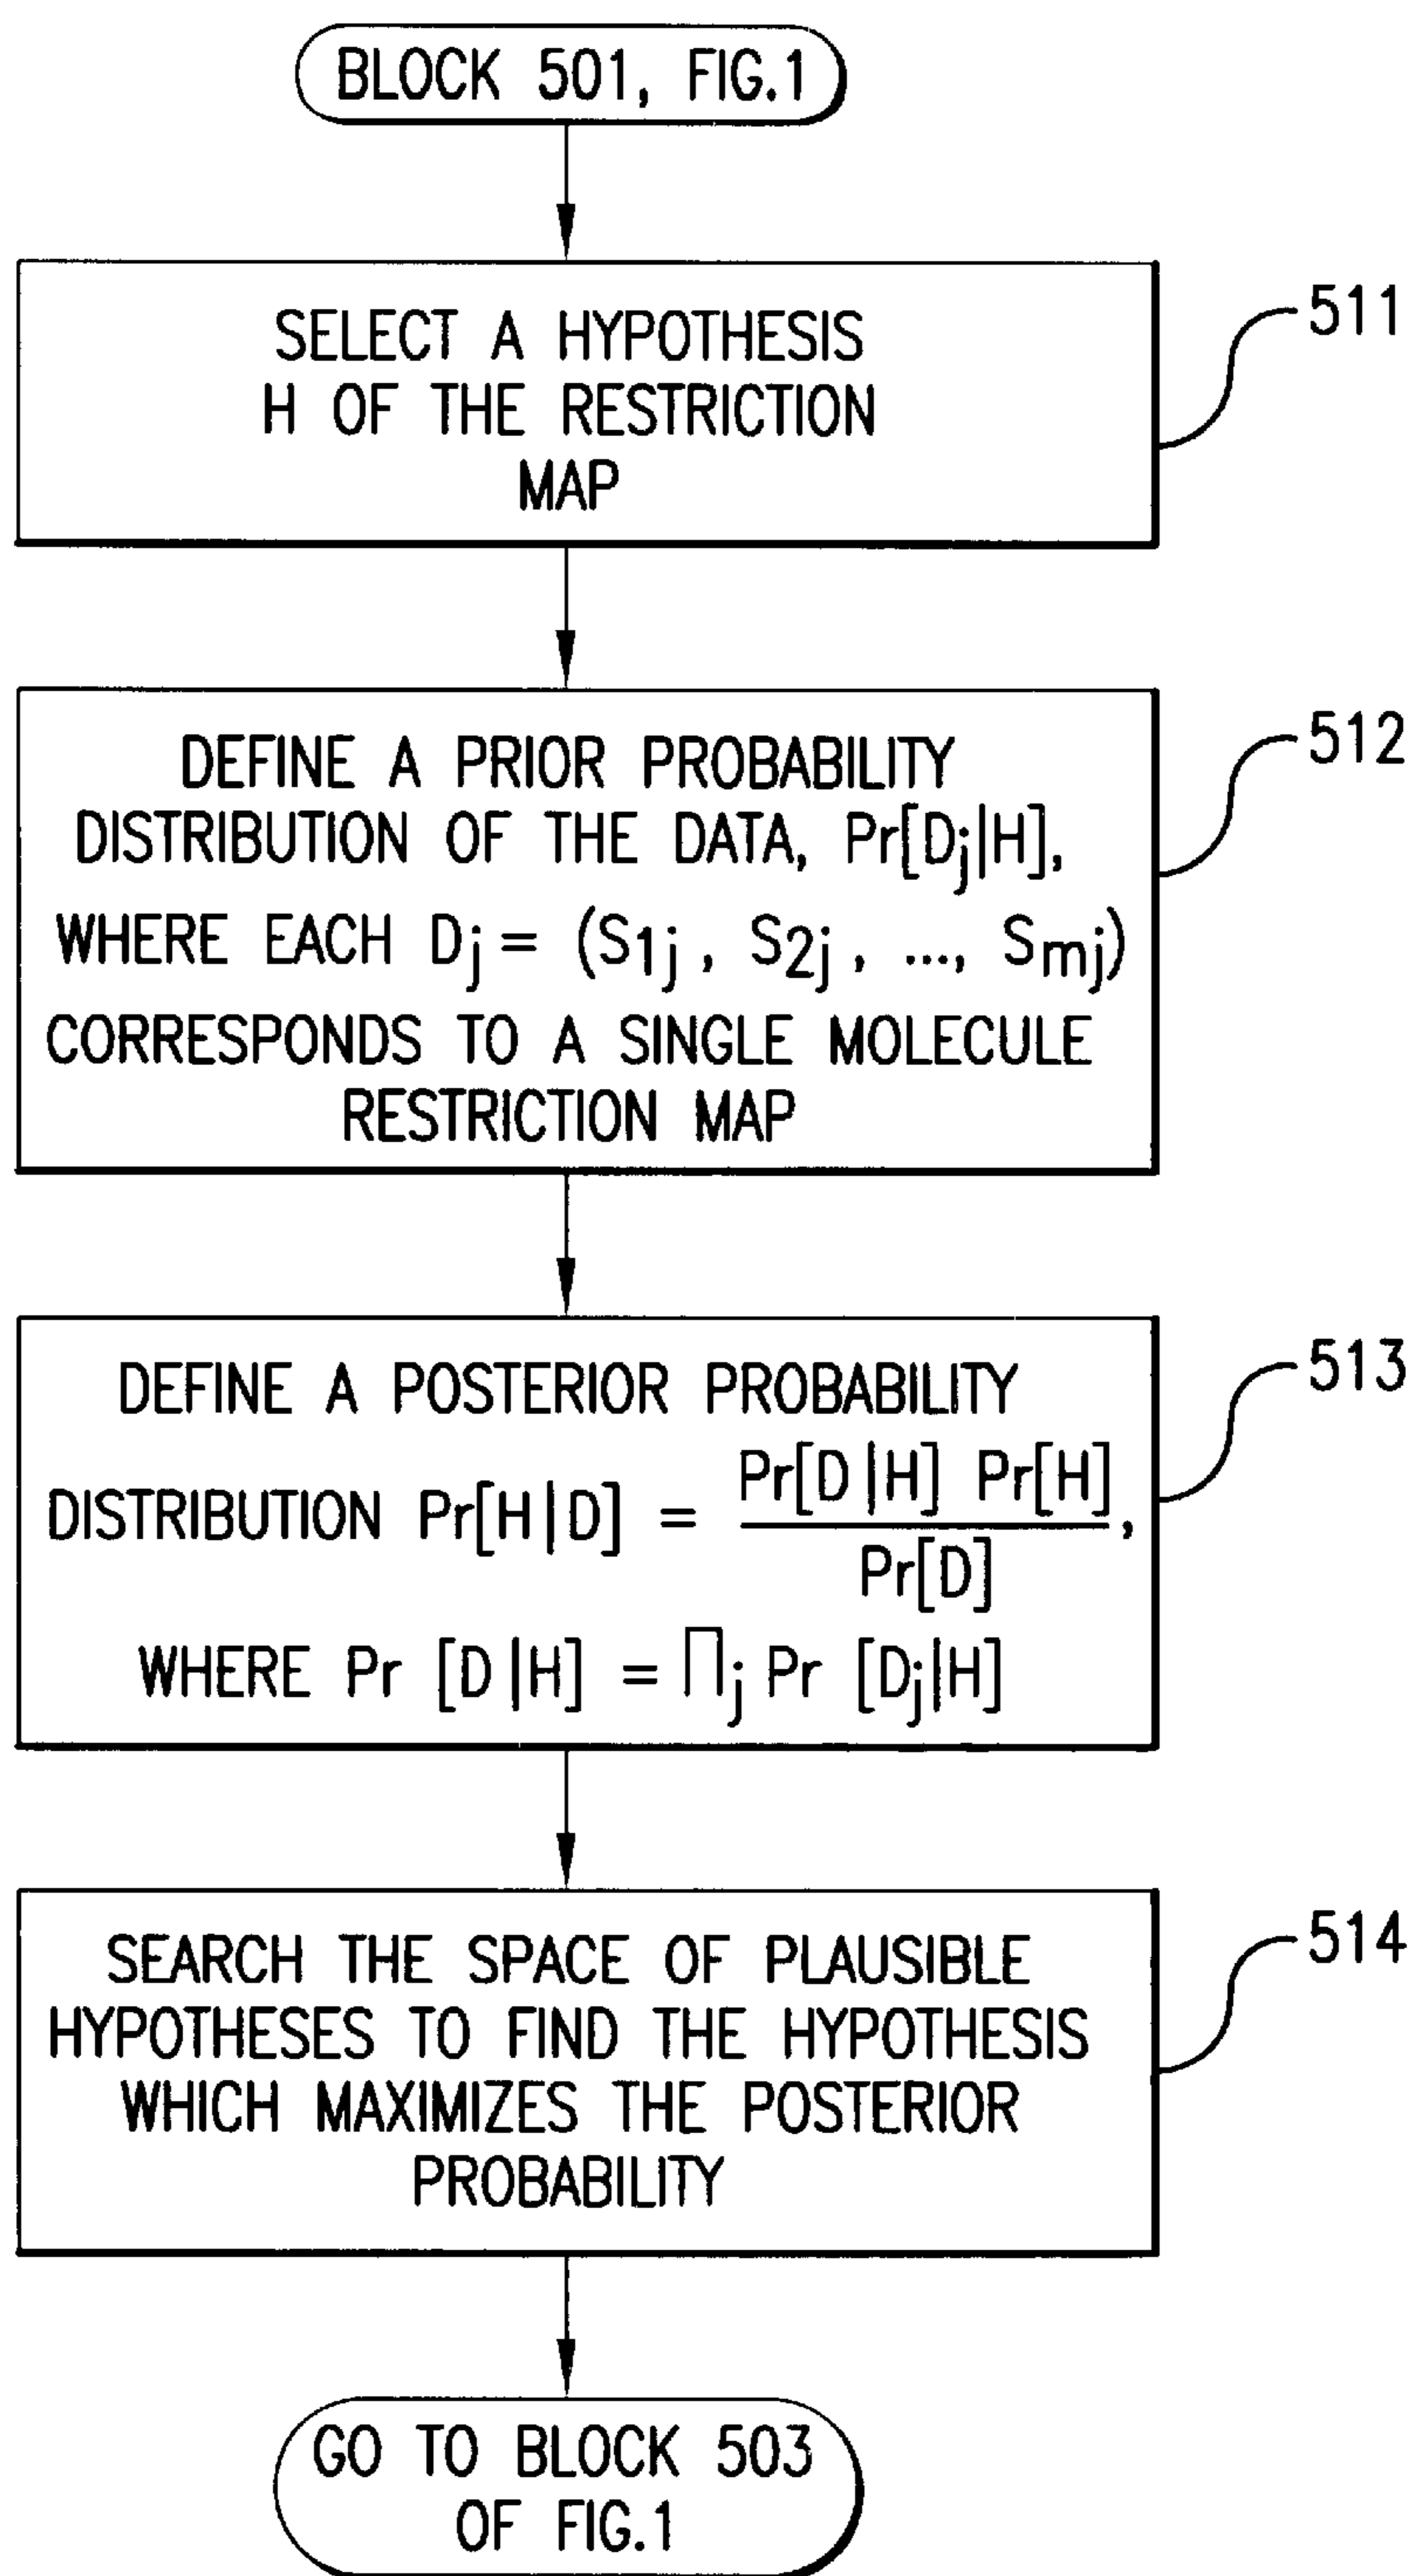 BLOCK 501, FIG.1
SELECT A HYPOTHESIS
H OF THE RESTRICTION
MAP
511
DEFINE A PRIOR PROBABILITY
DISTRIBUTION OF THE DATA, Pr[Dj|H],
WHERE EACH Dj = (S1j, S2j, ..., Smj)
CORRESPONDS TO A SINGLE MOLECULE
RESTRICTION MAP
512
DEFINE A POSTERIOR PROBABILITY
DISTRIBUTION Pr[H|D] = Pr[D|H] Pr[H] / Pr[D],
WHERE Pr [D|H] = ∏j Pr [Dj|H]
513
SEARCH THE SPACE OF PLAUSIBLE
HYPOTHESES TO FIND THE HYPOTHESIS
WHICH MAXIMIZES THE POSTERIOR
PROBABILITY
514
GO TO BLOCK 503
OF FIG.1